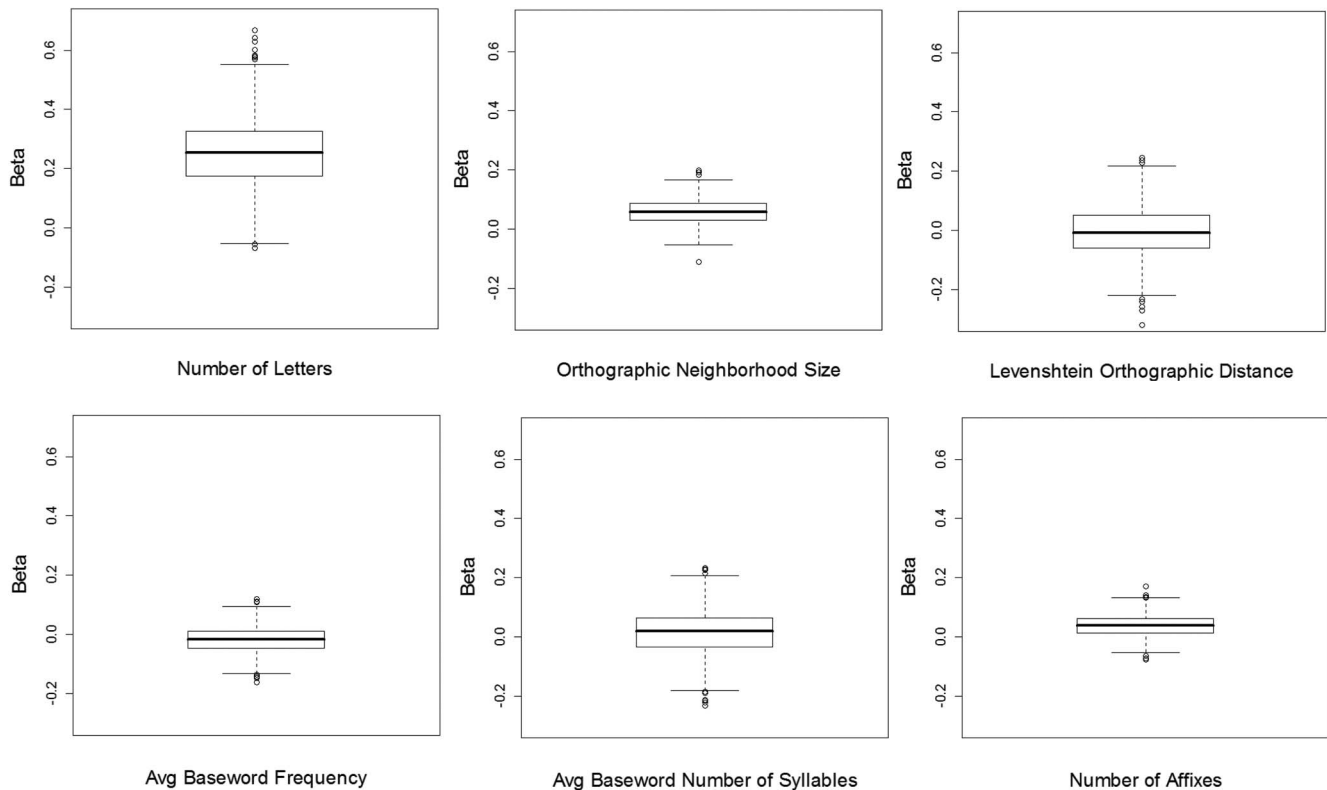 Beta
0.6
0.4
0.2
0.0
-0.2
Number of Letters
Beta
0.6
0.4
0.2
0.0
-0.2
Orthographic Neighborhood Size
Beta
0.6
0.4
0.2
0.0
-0.2
Levenshtein Orthographic Distance
Beta
0.6
0.4
0.2
0.0
-0.2
Avg Baseword Frequency
Beta
0.6
0.4
0.2
0.0
-0.2
Avg Baseword Number of Syllables
Beta
0.6
0.4
0.2
0.0
-0.2
Number of Affixes